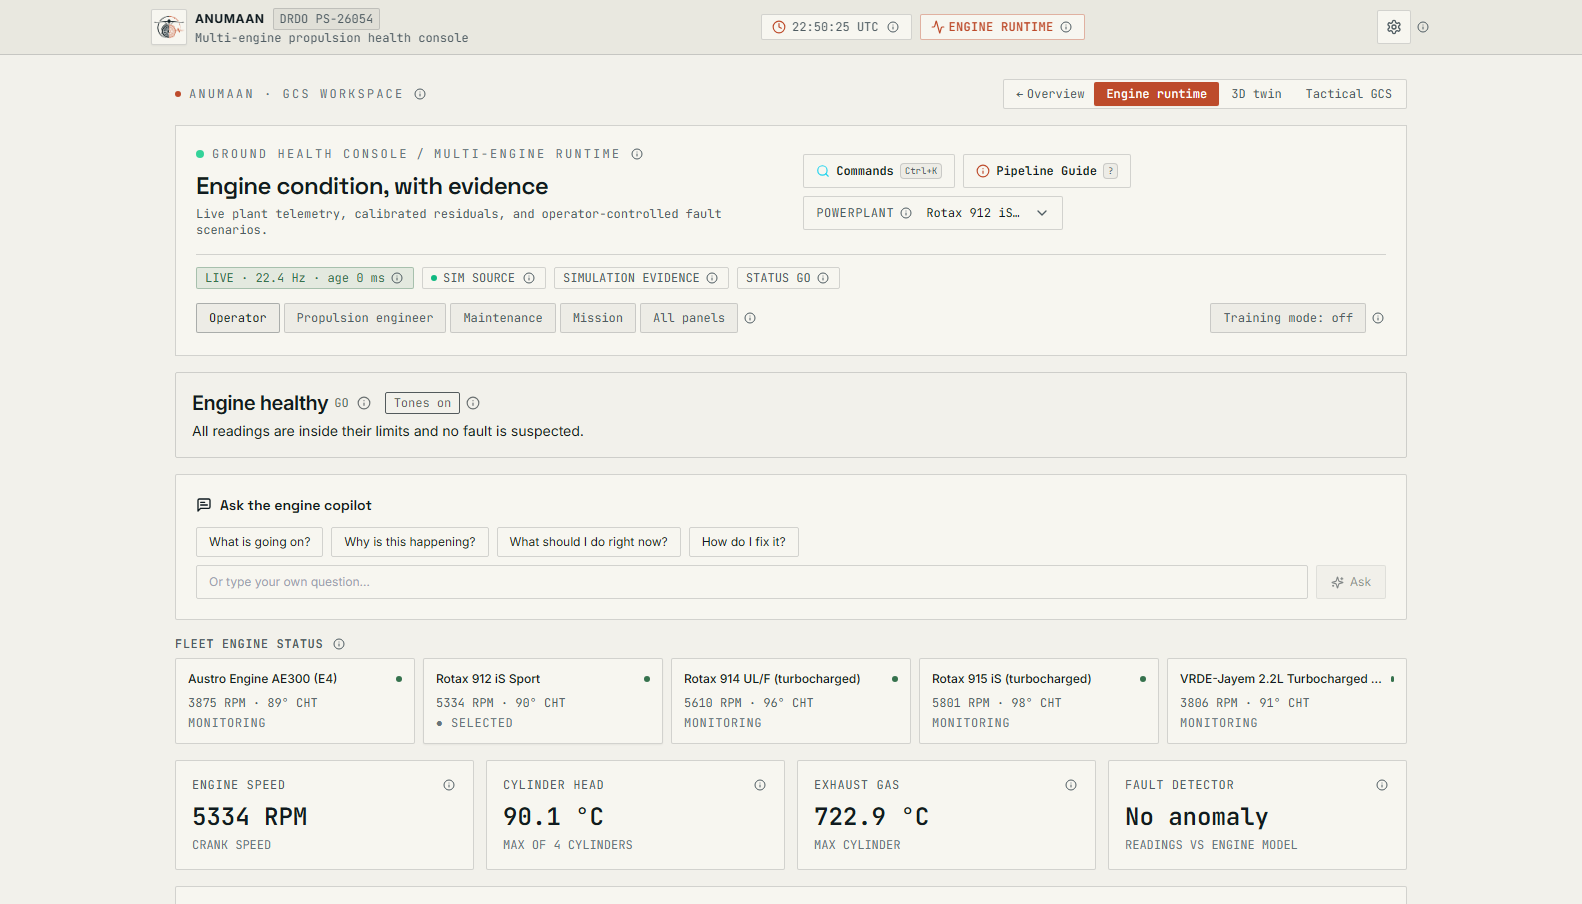 ANUMAAN DRDO PS-26054
Multi-engine propulsion health console
22:50:25 UTC
ENGINE RUNTIME
ANUMAAN · GCS WORKSPACE
← Overview Engine runtime 3D twin Tactical GCS
GROUND HEALTH CONSOLE / MULTI-ENGINE RUNTIME
Engine condition, with evidence
Live plant telemetry, calibrated residuals, and operator-controlled fault
scenarios.
Commands Ctrl+K
Pipeline Guide ?
POWERPLANT Rotax 912 iS…
LIVE · 22.4 Hz · age 0 ms
SIM SOURCE
SIMULATION EVIDENCE
STATUS GO
Operator Propulsion engineer Maintenance Mission All panels
Training mode: off
Engine healthy GO Tones on
All readings are inside their limits and no fault is suspected.
Ask the engine copilot
What is going on? Why is this happening? What should I do right now? How do I fix it?
Or type your own question...
Ask
FLEET ENGINE STATUS
Austro Engine AE300 (E4)
3875 RPM · 89° CHT
MONITORING
Rotax 912 iS Sport
5334 RPM · 90° CHT
● SELECTED
Rotax 914 UL/F (turbocharged)
5610 RPM · 96° CHT
MONITORING
Rotax 915 iS (turbocharged)
5801 RPM · 98° CHT
MONITORING
VRDE-Jayem 2.2L Turbocharged ...
3806 RPM · 91° CHT
MONITORING
ENGINE SPEED
5334 RPM
CRANK SPEED
CYLINDER HEAD
90.1 °C
MAX OF 4 CYLINDERS
EXHAUST GAS
722.9 °C
MAX CYLINDER
FAULT DETECTOR
No anomaly
READINGS VS ENGINE MODEL